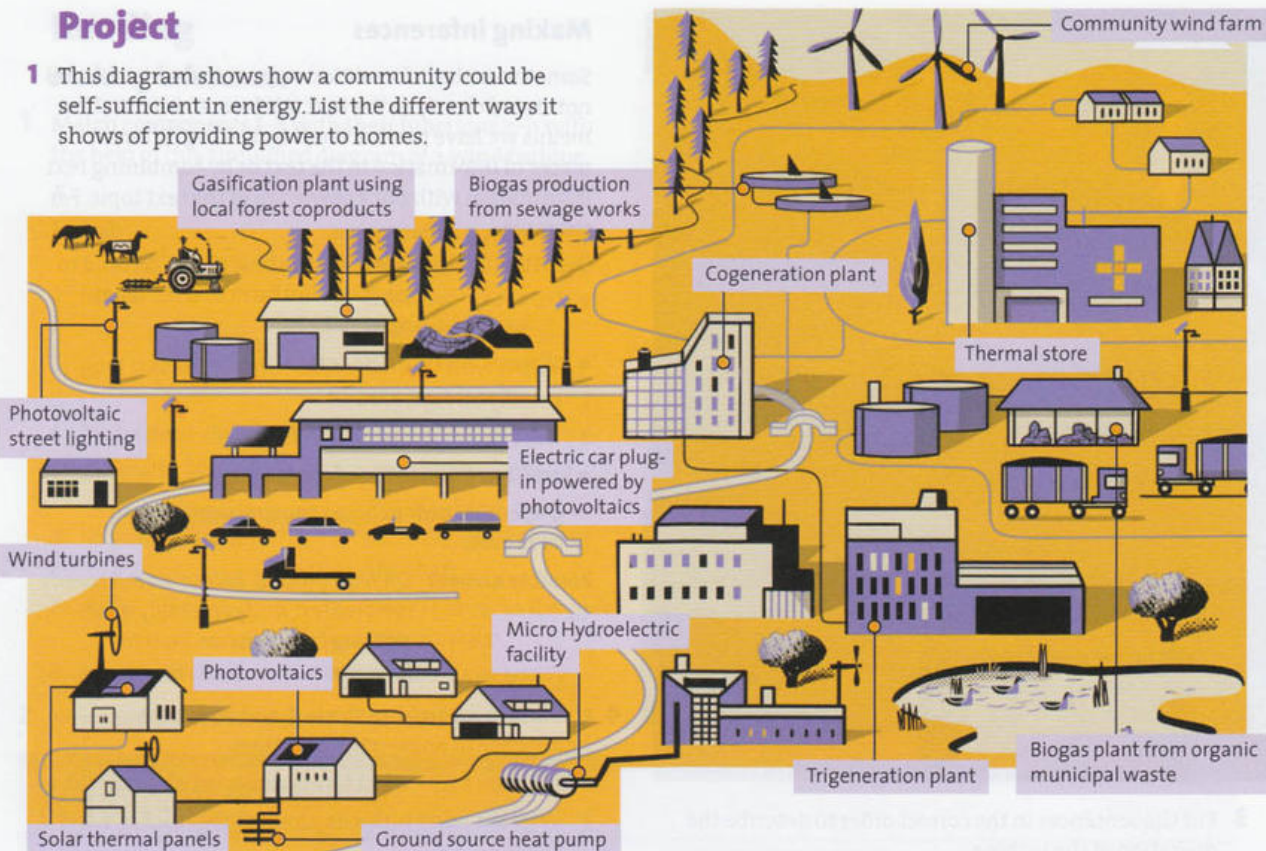 Project
1 This diagram shows how a community could be
self-sufficient in energy. List the different ways it
shows of providing power to homes.
Community wind farm
Gasification plant using
local forest coproducts
Biogas production
from sewage works
Cogeneration plant
Thermal store
Photovoltaic
street lighting
Electric car plug-
in powered by
photovoltaics
Wind turbines
Micro Hydroelectric
facility
Photovoltaics
Trigeneration plant
Biogas plant from organic
municipal waste
Solar thermal panels
Ground source heat pump
Making inferences